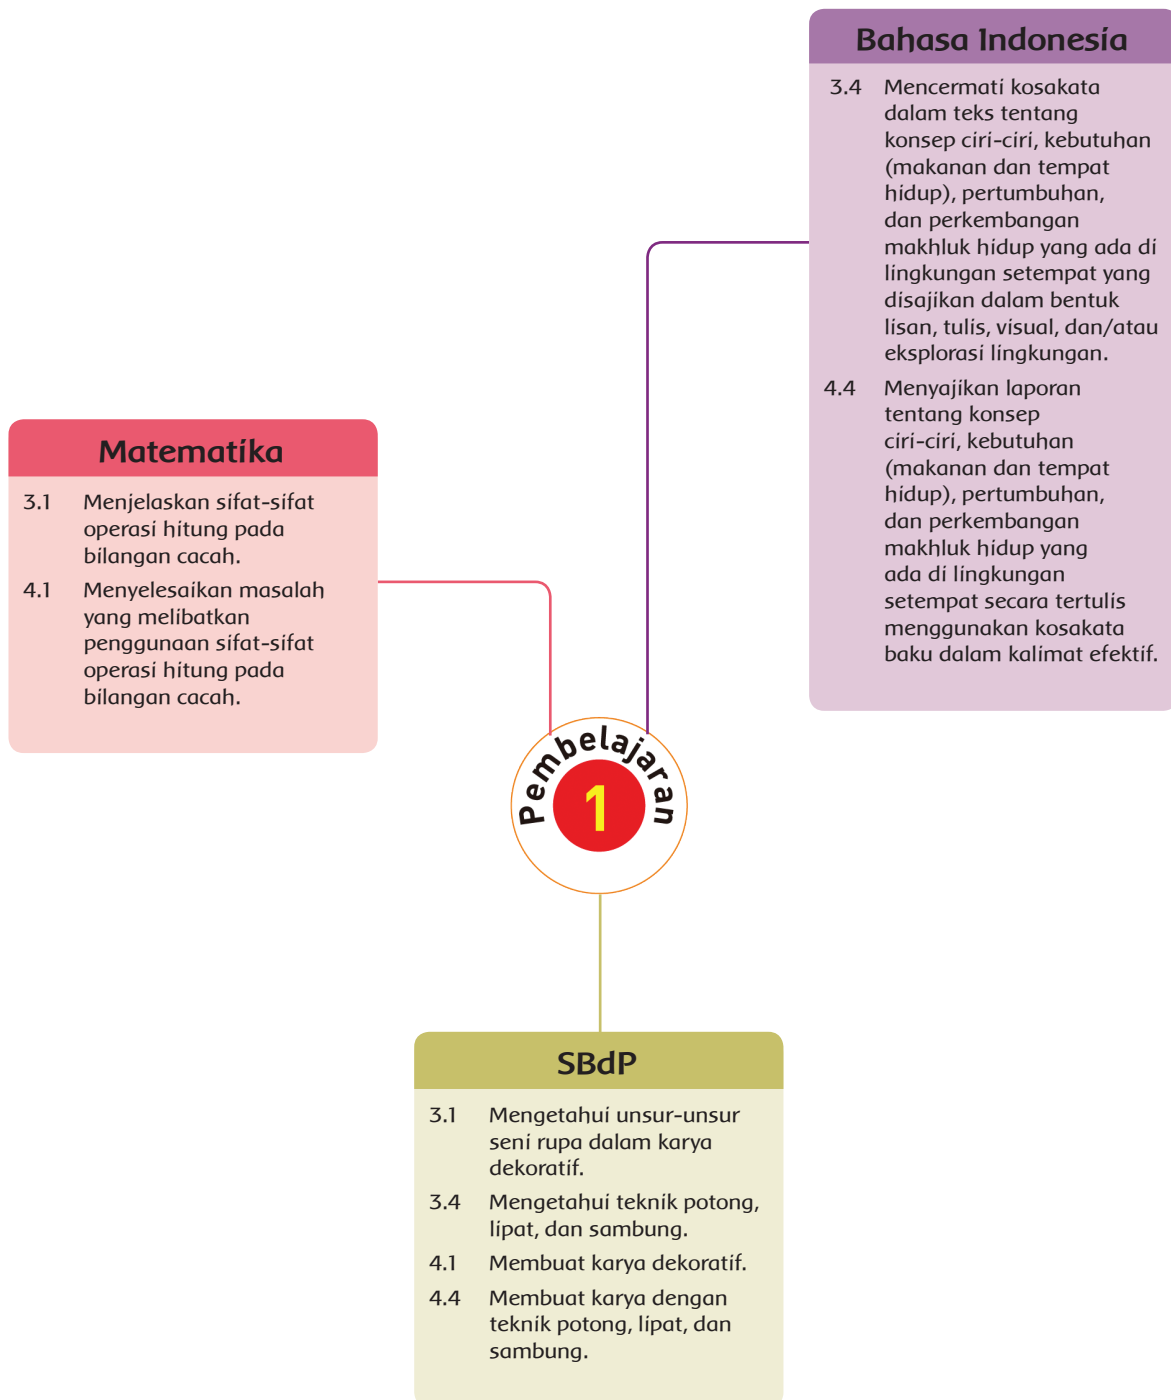 Bahasa Indonesia
3.4 Mencermati kosakata
dalam teks tentang
konsep ciri-ciri, kebutuhan
(makanan dan tempat
hidup), pertumbuhan,
dan perkembangan
makhluk hidup yang ada di
lingkungan setempat yang
disajikan dalam bentuk
lisan, tulis, visual, dan/atau
eksplorasi lingkungan.
4.4 Menyajikan laporan
tentang konsep
ciri-ciri, kebutuhan
(makanan dan tempat
hidup), pertumbuhan,
dan perkembangan
makhluk hidup yang
ada di lingkungan
setempat secara tertulis
menggunakan kosakata
baku dalam kalimat efektif.
Matematika
3.1 Menjelaskan sifat-sifat
operasi hitung pada
bilangan cacah.
4.1 Menyelesaikan masalah
yang melibatkan
penggunaan sifat-sifat
operasi hitung pada
bilangan cacah.
Pembelajaran
1
SBdP
3.1 Mengetahui unsur-unsur
seni rupa dalam karya
dekoratif.
3.4 Mengetahui teknik potong,
lipat, dan sambung.
4.1 Membuat karya dekoratif.
4.4 Membuat karya dengan
teknik potong, lipat, dan
sambung.